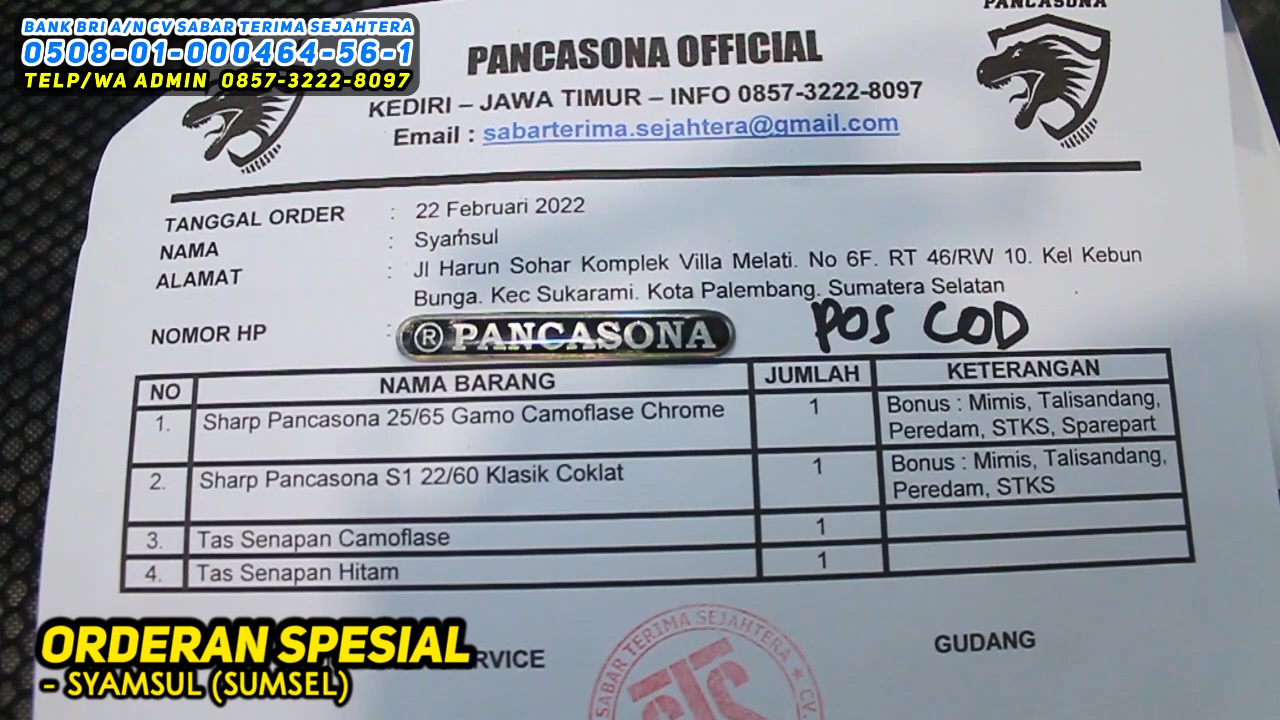 BANK BRI A/N CV SABAR TERIMA SEJAHTERA
0508-01-000464-56-1
TELP/WA ADMIN 0857-3222-8097
PANCASONA
PANCASONA OFFICIAL
KEDIRI – JAWA TIMUR – INFO 0857-3222-8097
Email : sabarterima.sejahtera@gmail.com
TANGGAL ORDER : 22 Februari 2022
NAMA : Syamsul
ALAMAT : Jl Harun Sohar Komplek Villa Melati. No 6F. RT 46/RW 10. Kel Kebun
Bunga. Kec Sukarami. Kota Palembang. Sumatera Selatan
NOMOR HP : ® PANCASONA
POS COD
NO NAMA BARANG JUMLAH KETERANGAN
1. Sharp Pancasona 25/65 Gamo Camoflase Chrome 1 Bonus : Mimis, Talisandang,
Peredam, STKS, Sparepart
2. Sharp Pancasona S1 22/60 Klasik Coklat 1 Bonus : Mimis, Talisandang,
Peredam, STKS
3. Tas Senapan Camoflase 1
4. Tas Senapan Hitam 1
GUDANG
SABAR TERIMA SEJAHTERA * CV.
STS
ORDERAN SPESIAL
- SYAMSUL (SUMSEL)